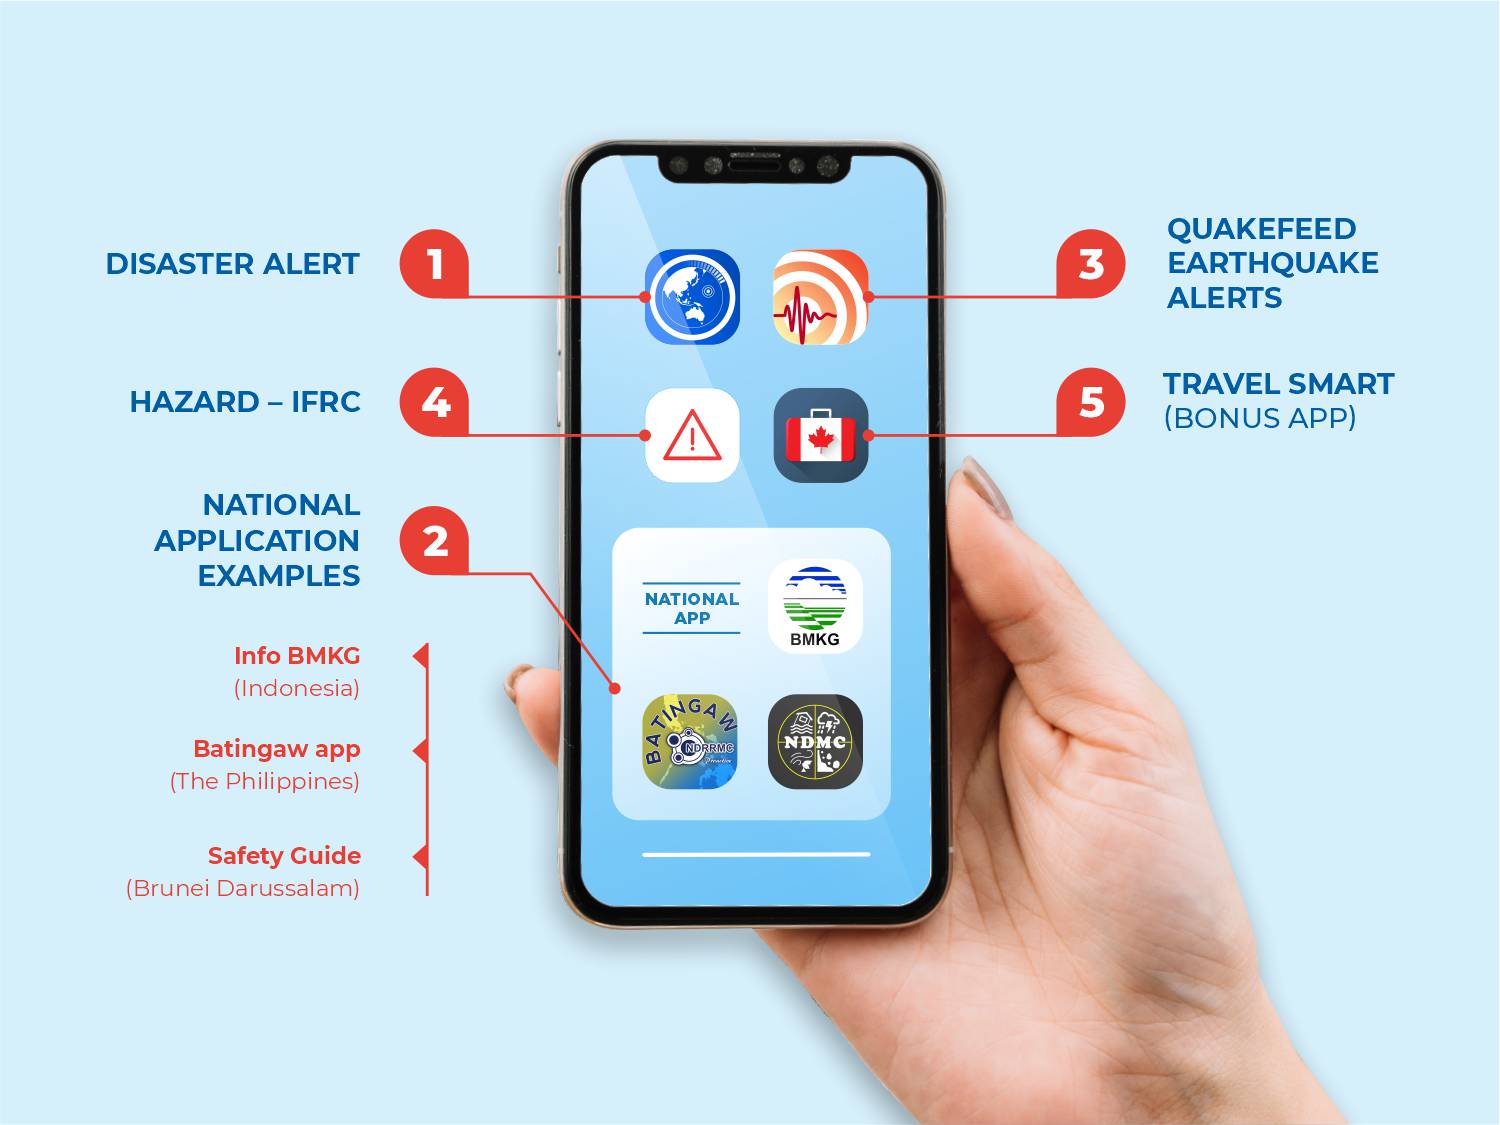 DISASTER ALERT
1
HAZARD – IFRC
4
NATIONAL
APPLICATION
EXAMPLES
2
Info BMKG
(Indonesia)
Batingaw app
(The Philippines)
Safety Guide
(Brunei Darussalam)
NATIONAL
APP
BMKG
BATINGAW
NDRRMC
Proactive
NDMC
3
QUAKEFEED
EARTHQUAKE
ALERTS
5
TRAVEL SMART
(BONUS APP)